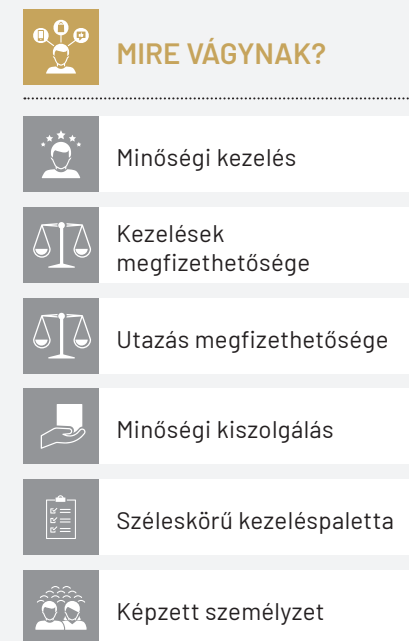 MIRE VÁGYNAK?
Minőségi kezelés
Kezelések
megfizethetősége
Utazás megfizethetősége
Minőségi kiszolgálás
Széleskörű kezeléspaletta
Képzett személyzet